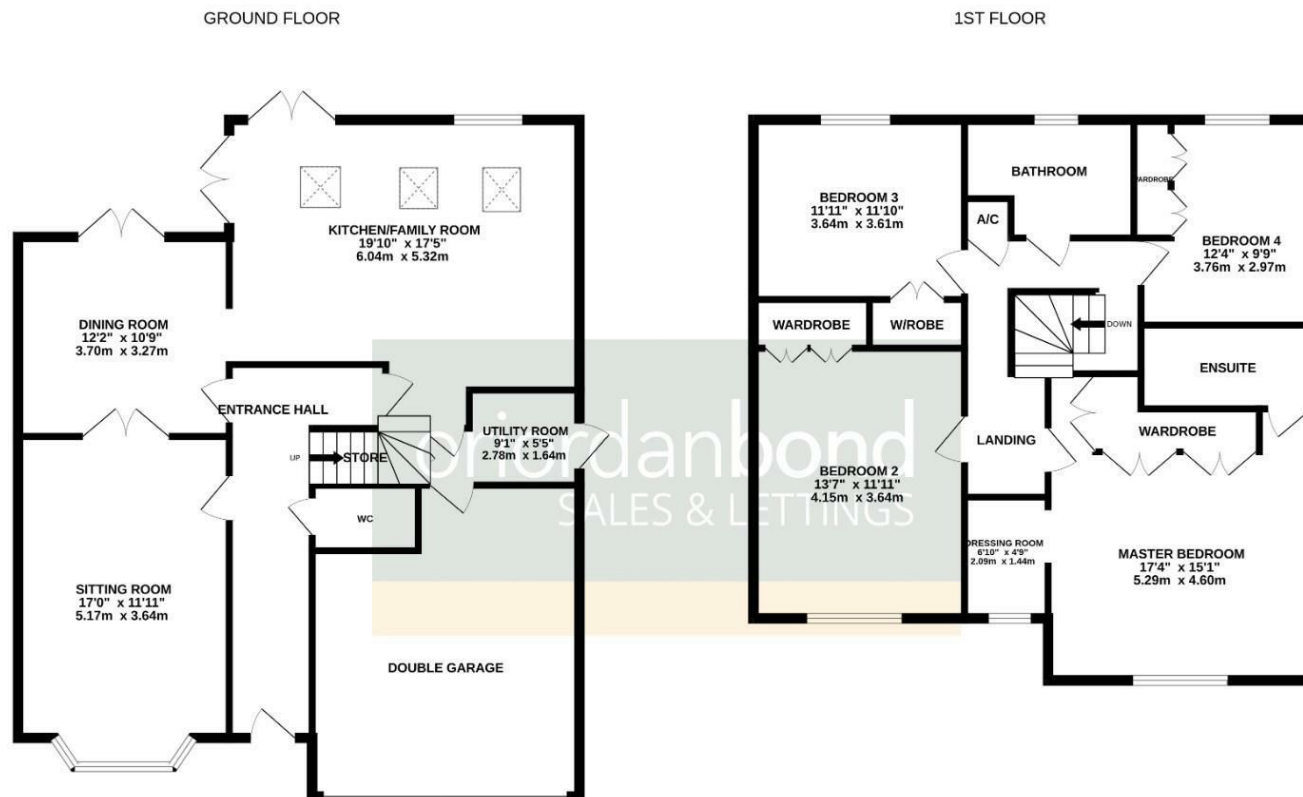 GROUND FLOOR
1ST FLOOR
KITCHEN/FAMILY ROOM
19'10" x 17'5"
6.04m x 5.32m
DINING ROOM
12'2" x 10'9"
3.70m x 3.27m
ENTRANCE HALL
UP
STORE
UTILITY ROOM
9'1" x 5'5"
2.78m x 1.64m
WC
SITTING ROOM
17'0" x 11'11"
5.17m x 3.64m
DOUBLE GARAGE
BEDROOM 3
11'11" x 11'10"
3.64m x 3.61m
BATHROOM
A/C
WARDROBE
BEDROOM 4
12'4" x 9'9"
3.76m x 2.97m
WARDROBE
W/ROBE
DOWN
ENSUITE
WARDROBE
LANDING
BEDROOM 2
13'7" x 11'11"
4.15m x 3.64m
DRESSING ROOM
6'10" x 4'9"
2.09m x 1.44m
MASTER BEDROOM
17'4" x 15'1"
5.29m x 4.60m
oriordanbond
SALES & LETTINGS